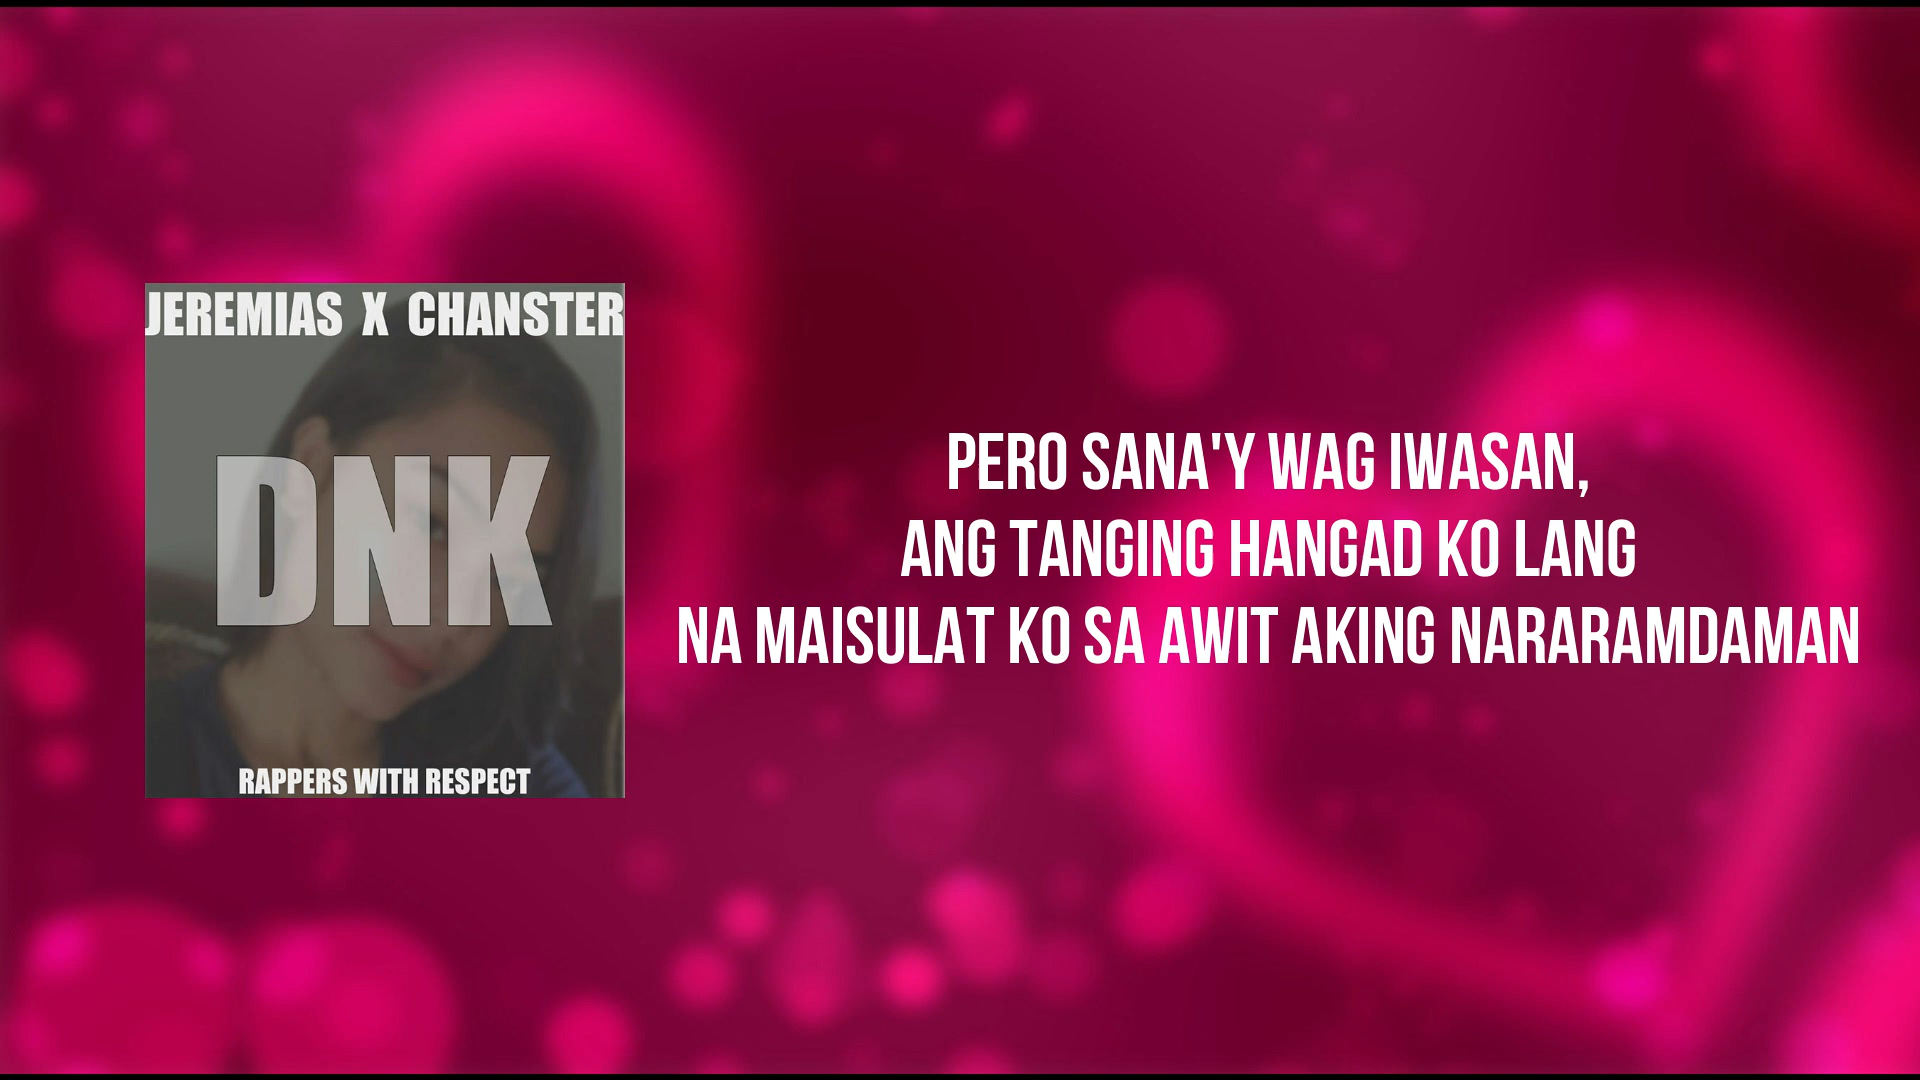 JEREMIAS X CHANSTER
DNK
RAPPERS WITH RESPECT
PERO SANA'Y WAG IWASAN,
ANG TANGING HANGAD KO LANG
NA MAISULAT KO SA AWIT AKING NARARAMDAMAN